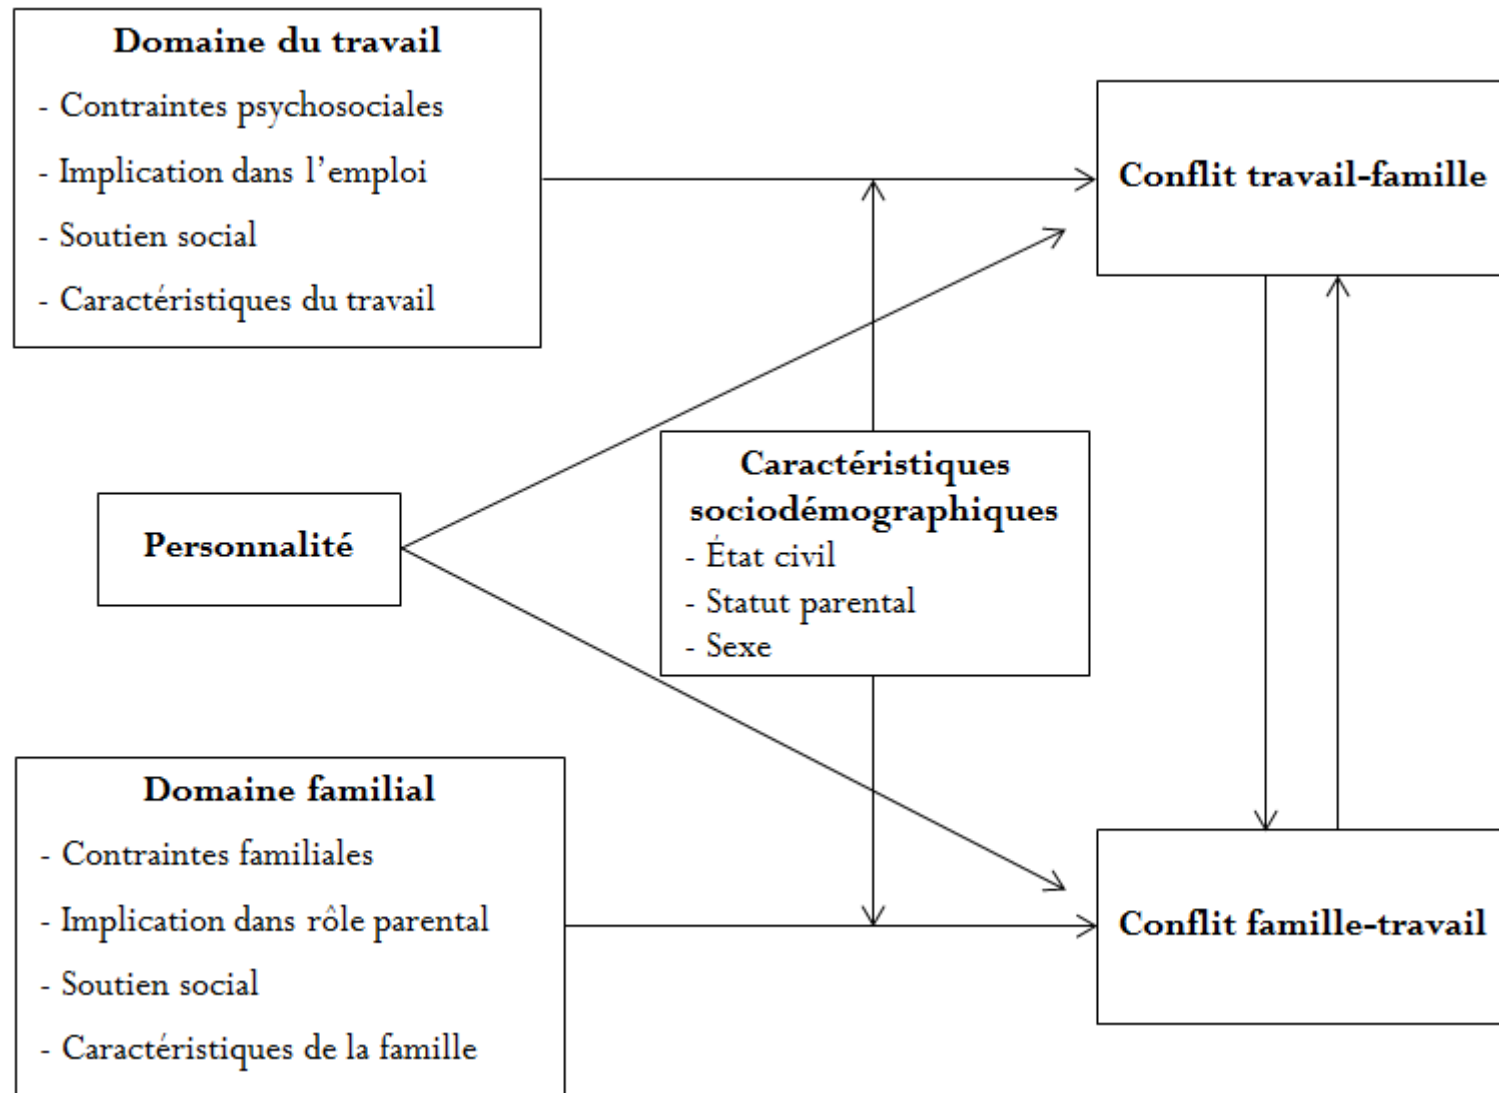 Domaine du travail
- Contraintes psychosociales
- Implication dans l’emploi
- Soutien social
- Caractéristiques du travail
Conflit travail-famille
Caractéristiques
sociodémographiques
- État civil
- Statut parental
- Sexe
Personnalité
Domaine familial
- Contraintes familiales
- Implication dans rôle parental
- Soutien social
- Caractéristiques de la famille
Conflit famille-travail